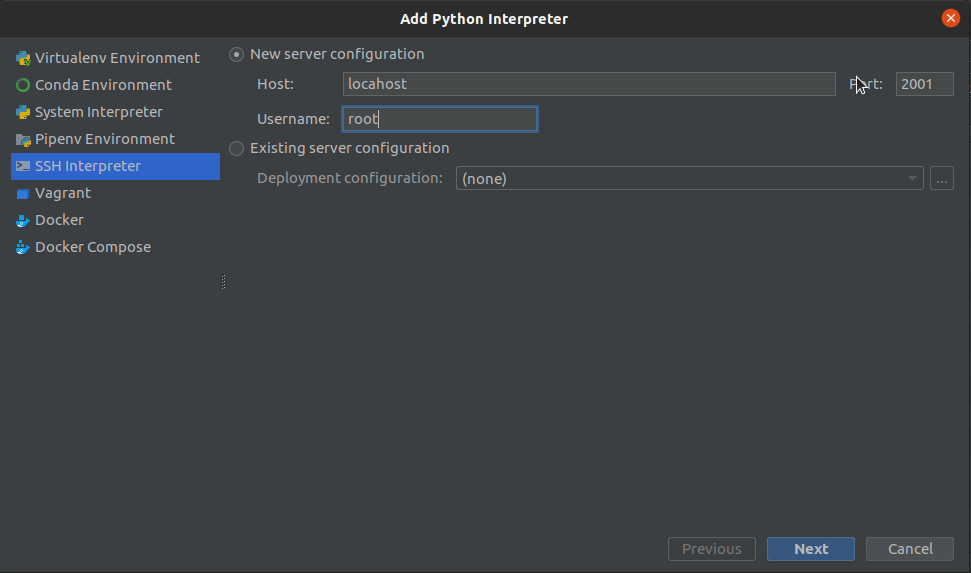 Add Python Interpreter
Virtualenv Environment
Conda Environment
System Interpreter
Pipenv Environment
SSH Interpreter
Vagrant
Docker
Docker Compose
New server configuration
Host: locahost Port: 2001
Username: root
Existing server configuration
Deployment configuration: (none) ...
Previous Next Cancel